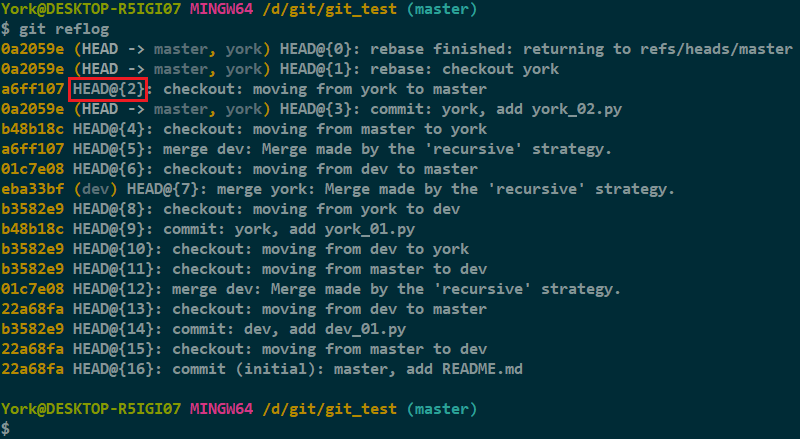 York@DESKTOP-R5IGI07 MINGW64 /d/git/git_test (master)
$ git reflog
0a2059e (HEAD -> master, york) HEAD@{0}: rebase finished: returning to refs/heads/master
0a2059e (HEAD -> master, york) HEAD@{1}: rebase: checkout york
a6ff107 HEAD@{2}: checkout: moving from york to master
0a2059e (HEAD -> master, york) HEAD@{3}: commit: york, add york_02.py
b48b18c HEAD@{4}: checkout: moving from master to york
a6ff107 HEAD@{5}: merge dev: Merge made by the 'recursive' strategy.
01c7e08 HEAD@{6}: checkout: moving from dev to master
eba33bf (dev) HEAD@{7}: merge york: Merge made by the 'recursive' strategy.
b3582e9 HEAD@{8}: checkout: moving from york to dev
b48b18c HEAD@{9}: commit: york, add york_01.py
b3582e9 HEAD@{10}: checkout: moving from dev to york
b3582e9 HEAD@{11}: checkout: moving from master to dev
01c7e08 HEAD@{12}: merge dev: Merge made by the 'recursive' strategy.
22a68fa HEAD@{13}: checkout: moving from dev to master
b3582e9 HEAD@{14}: commit: dev, add dev_01.py
22a68fa HEAD@{15}: checkout: moving from master to dev
22a68fa HEAD@{16}: commit (initial): master, add README.md
York@DESKTOP-R5IGI07 MINGW64 /d/git/git_test (master)
$